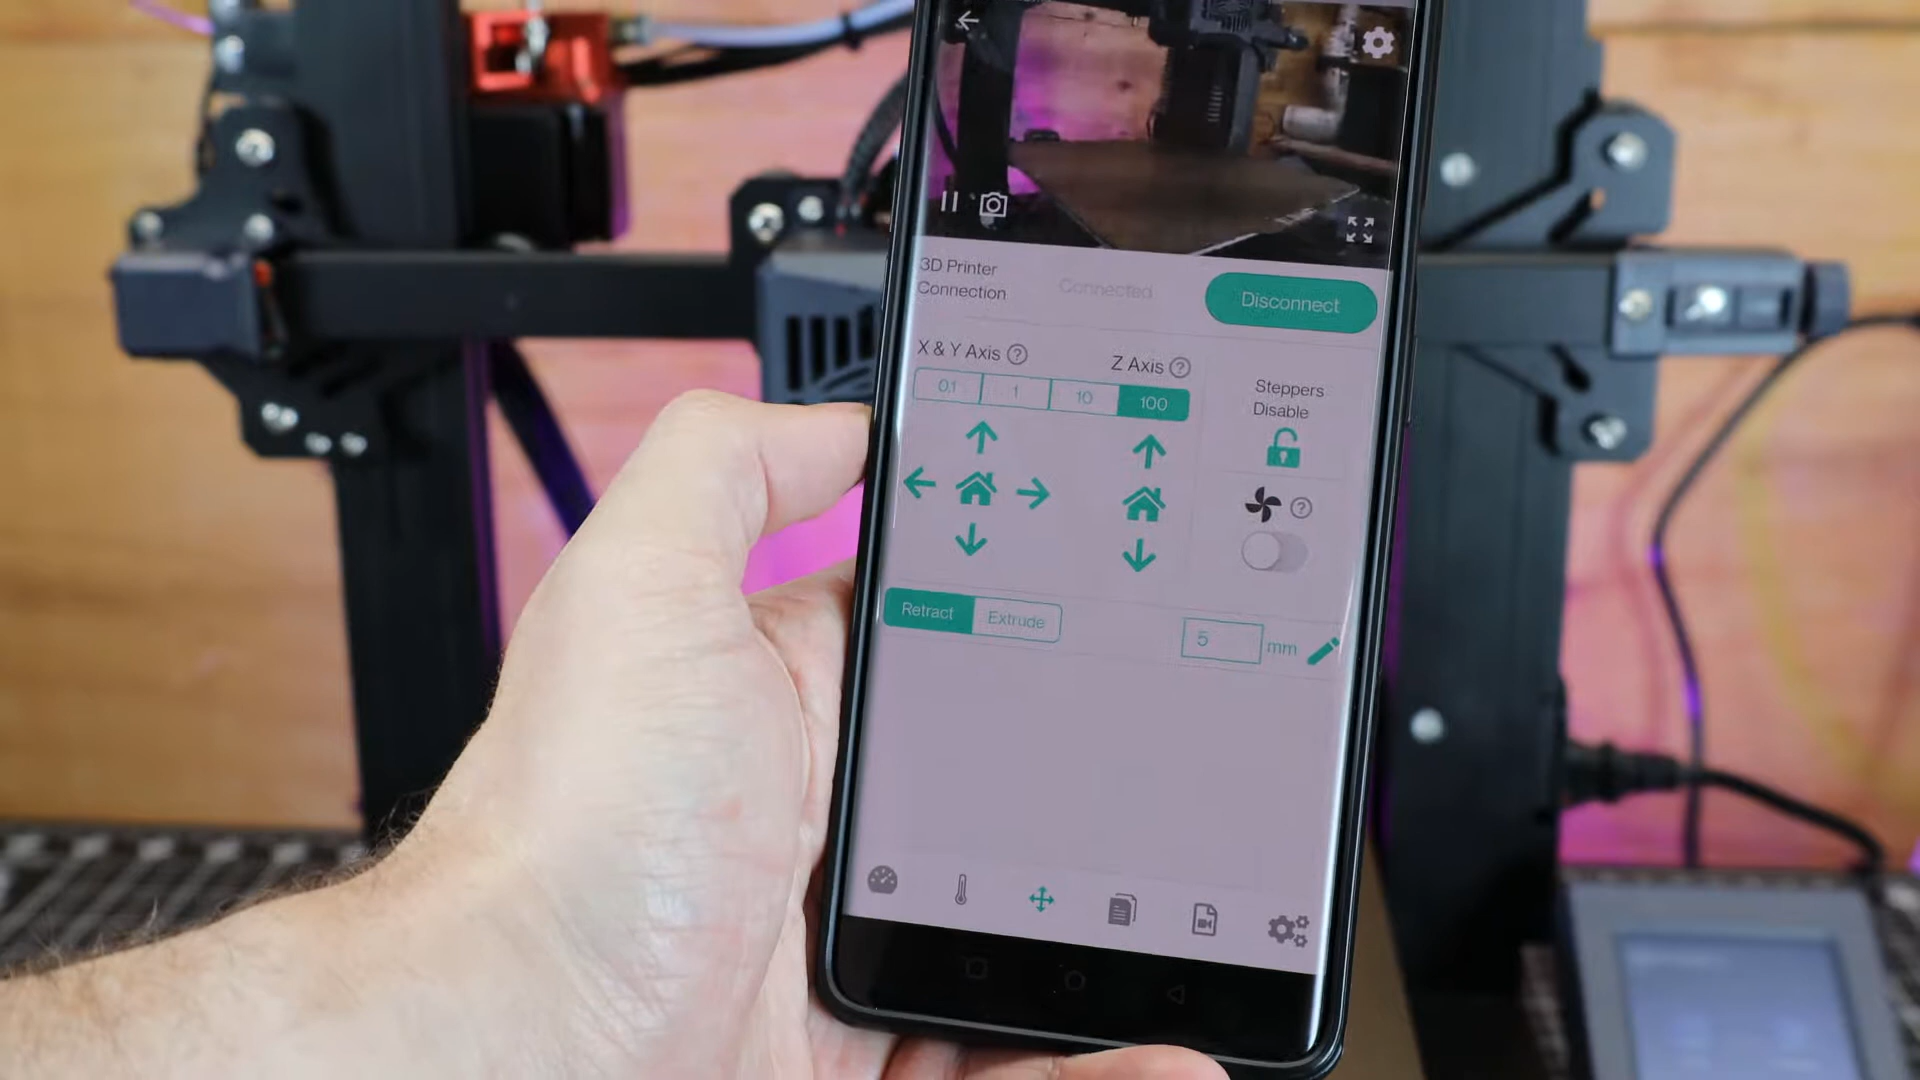 3D Printer
Connection
Connected
Disconnect
X & Y Axis ?
Z Axis ?
0.1 1 10 100
Steppers
Disable
?
Retract Extrude
5 mm